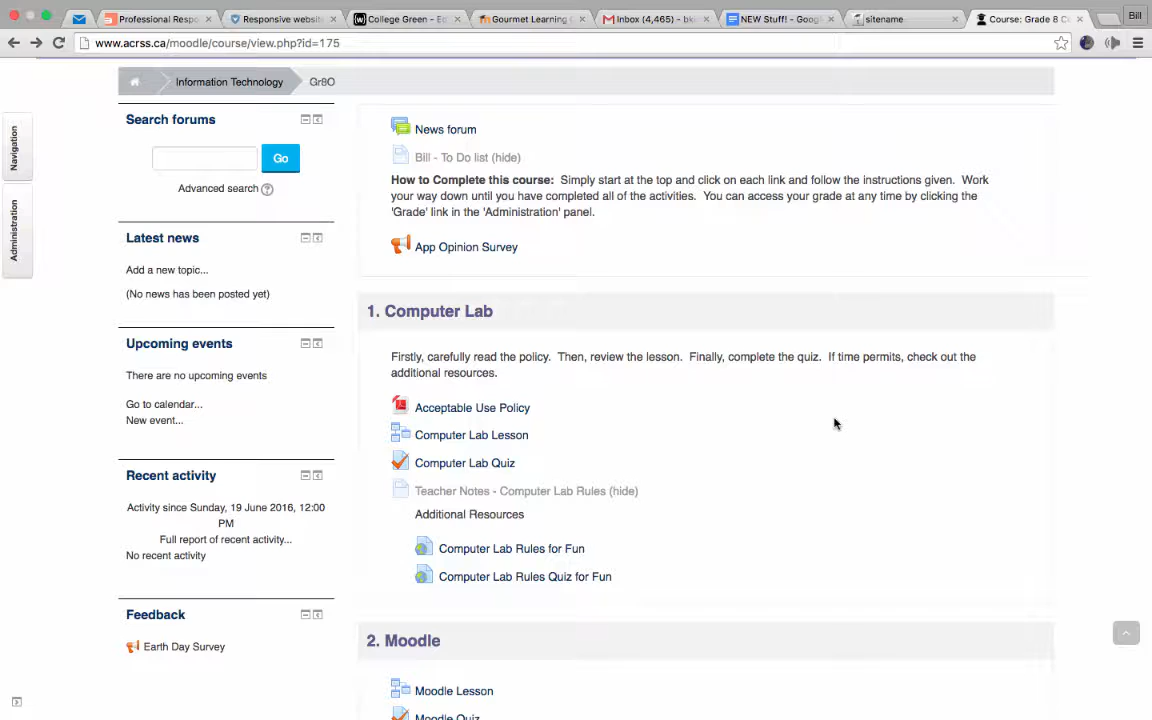 Professional Respo
Responsive website
College Green - Ed
Gourmet Learning C
Inbox (4,465) - bk
NEW Stuff! - Goog
sitename
Course: Grade 8 C
Bill
www.acrss.ca/moodle/course/view.php?id=175
Information Technology
Gr8O
Navigation
Administration
Search forums
Go
Advanced search
Latest news
Add a new topic...
(No news has been posted yet)
Upcoming events
There are no upcoming events
Go to calendar...
New event...
Recent activity
Activity since Sunday, 19 June 2016, 12:00
PM
Full report of recent activity...
No recent activity
Feedback
Earth Day Survey
News forum
Bill - To Do list (hide)
How to Complete this course: Simply start at the top and click on each link and follow the instructions given. Work
your way down until you have completed all of the activities. You can access your grade at any time by clicking the
'Grade' link in the 'Administration' panel.
App Opinion Survey
1. Computer Lab
Firstly, carefully read the policy. Then, review the lesson. Finally, complete the quiz. If time permits, check out the
additional resources.
Acceptable Use Policy
Computer Lab Lesson
Computer Lab Quiz
Teacher Notes - Computer Lab Rules (hide)
Additional Resources
Computer Lab Rules for Fun
Computer Lab Rules Quiz for Fun
2. Moodle
Moodle Lesson
Moodle Quiz